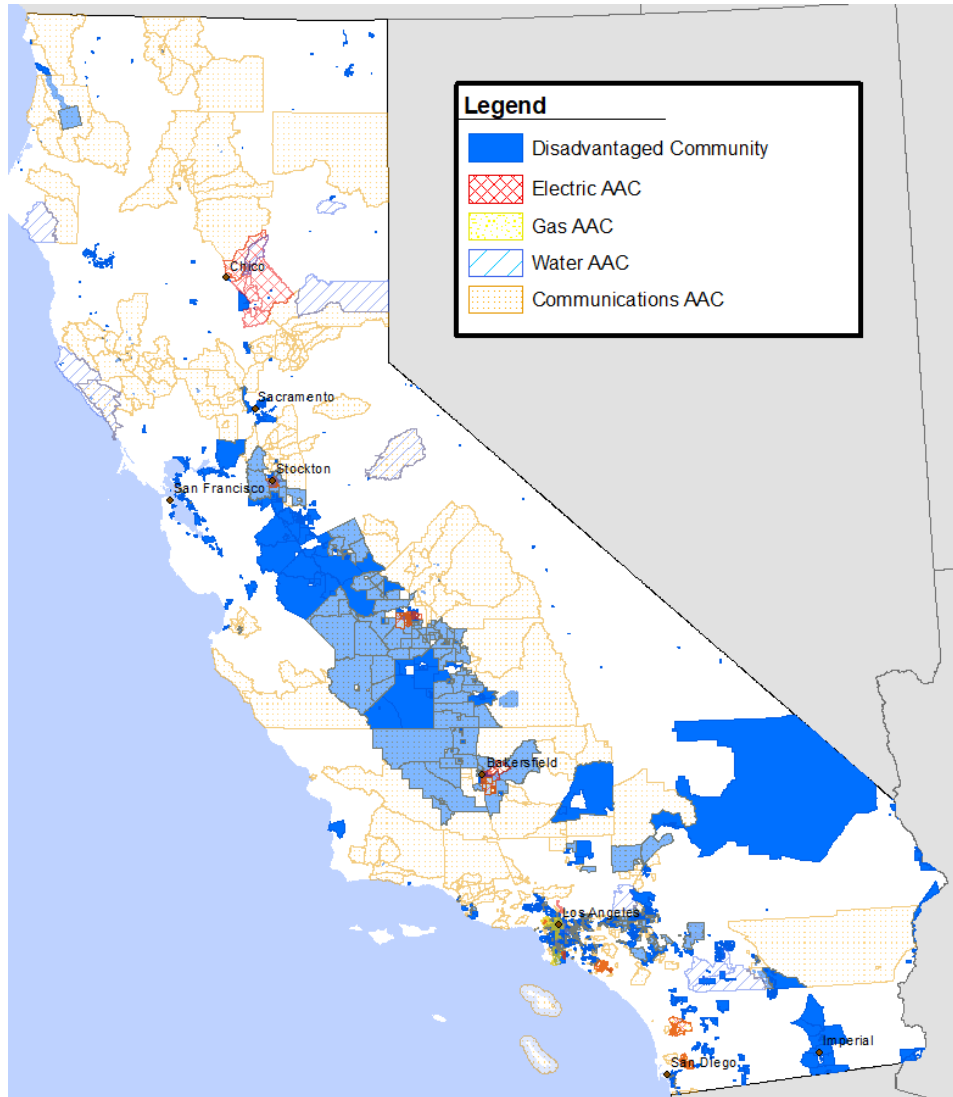 Legend
Disadvantaged Community
Electric AAC
Gas AAC
Water AAC
Communications AAC
Chico
Sacramento
Stockton
San Francisco
Bakersfield
Los Angeles
Imperial
San Diego